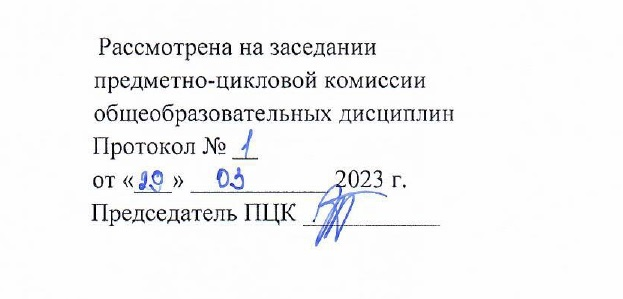 Рассмотрена на заседании
предметно-цикловой комиссии
общеобразовательных дисциплин
Протокол № 1
от «29» 03 2023 г.
Председатель ПЦК